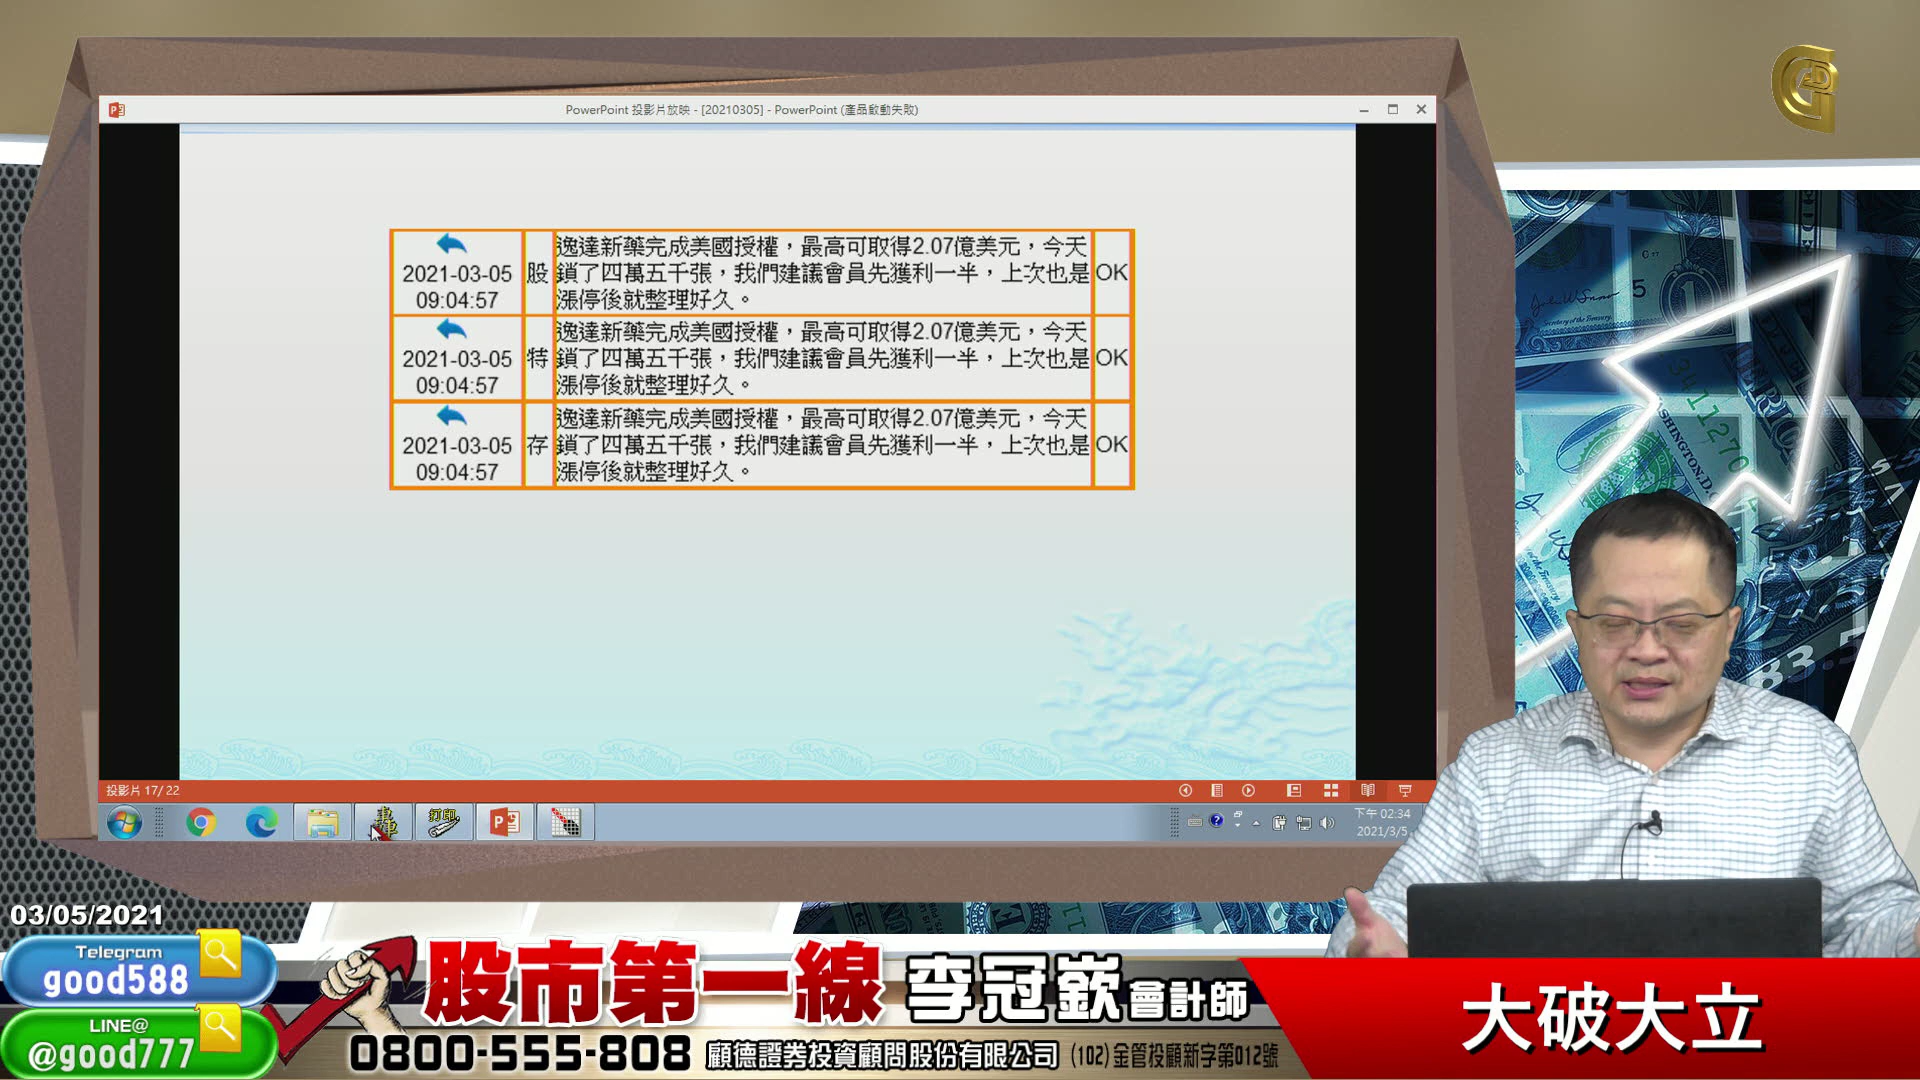 PowerPoint 投影片放映 - [20210305] - PowerPoint (產品啟動失敗)
2021-03-05
09:04:57
股
逸達新藥完成美國授權，最高可取得2.07億美元，今天
鎖了四萬五千張，我們建議會員先獲利一半，上次也是
漲停後就整理好久。
OK
2021-03-05
09:04:57
特
逸達新藥完成美國授權，最高可取得2.07億美元，今天
鎖了四萬五千張，我們建議會員先獲利一半，上次也是
漲停後就整理好久。
OK
2021-03-05
09:04:57
存
逸達新藥完成美國授權，最高可取得2.07億美元，今天
鎖了四萬五千張，我們建議會員先獲利一半，上次也是
漲停後就整理好久。
OK
投影片 17/ 22
打印
下午 02:34
2021/3/5
03/05/2021
Telegram
good588
LINE@
@good777
股市第一線 李冠嶔會計師
0800-555-808 顧德證券投資顧問股份有限公司 (102)金管投顧新字第012號
大破大立